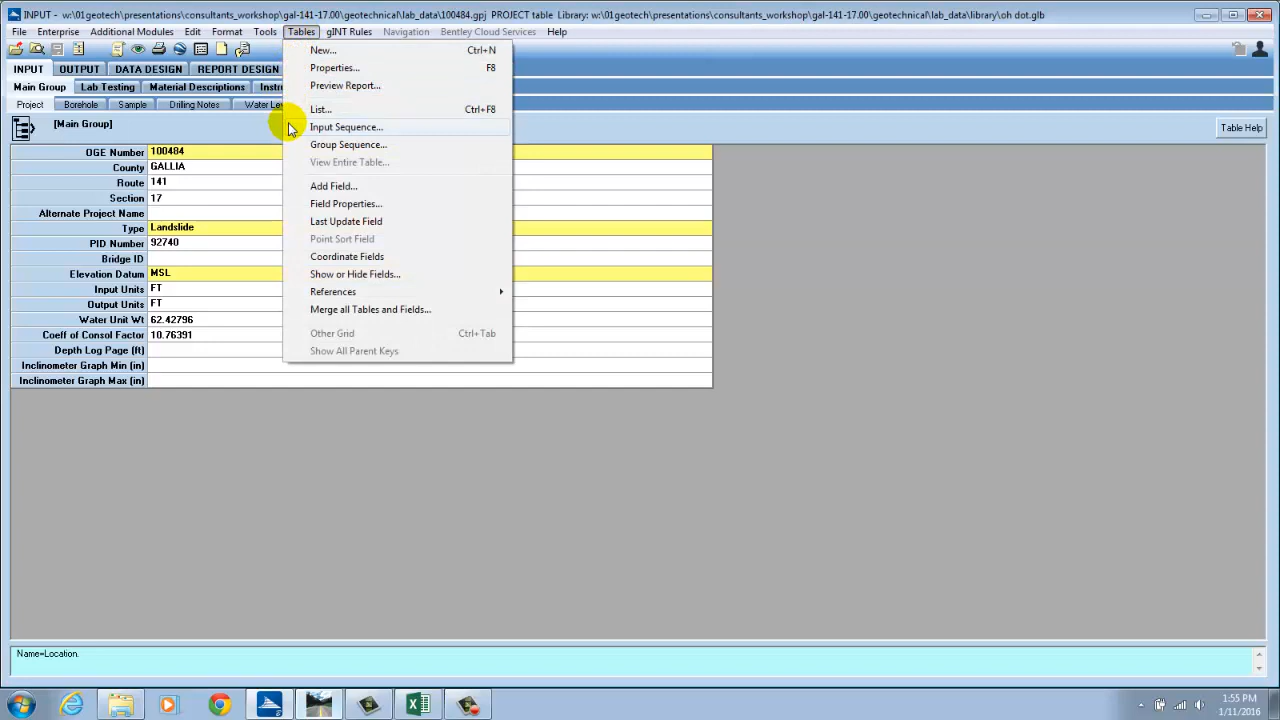 INPUT - w:\01geotech\presentations\consultants_workshop\gal-141-17.00\geotechnical\lab_data\100484.gpj PROJECT table Library: w:\01geotech\presentations\consultants_workshop\gal-141-17.00\geotechnical\lab_data\library\oh dot.glb
File Enterprise Additional Modules Edit Format Tools Tables gINT Rules Navigation Bentley Cloud Services Help
INPUT OUTPUT DATA DESIGN REPORT DESIGN
Main Group Lab Testing Material Descriptions
Project Borehole Sample Drilling Notes
[Main Group]
Table Help
New... Ctrl+N
Properties... F8
Preview Report...
List... Ctrl+F8
Input Sequence...
Group Sequence...
View Entire Table...
Add Field...
Field Properties...
Last Update Field
Point Sort Field
Coordinate Fields
Show or Hide Fields...
References
Merge all Tables and Fields...
Other Grid Ctrl+Tab
Show All Parent Keys
OGE Number 100484
County GALLIA
Route 141
Section 17
Alternate Project Name
Type Landslide
PID Number 92740
Bridge ID
Elevation Datum MSL
Input Units FT
Output Units FT
Water Unit Wt 62.42796
Coeff of Consol Factor 10.76391
Depth Log Page (ft)
Inclinometer Graph Min (in)
Inclinometer Graph Max (in)
Name=Location.
1:55 PM
1/11/2016